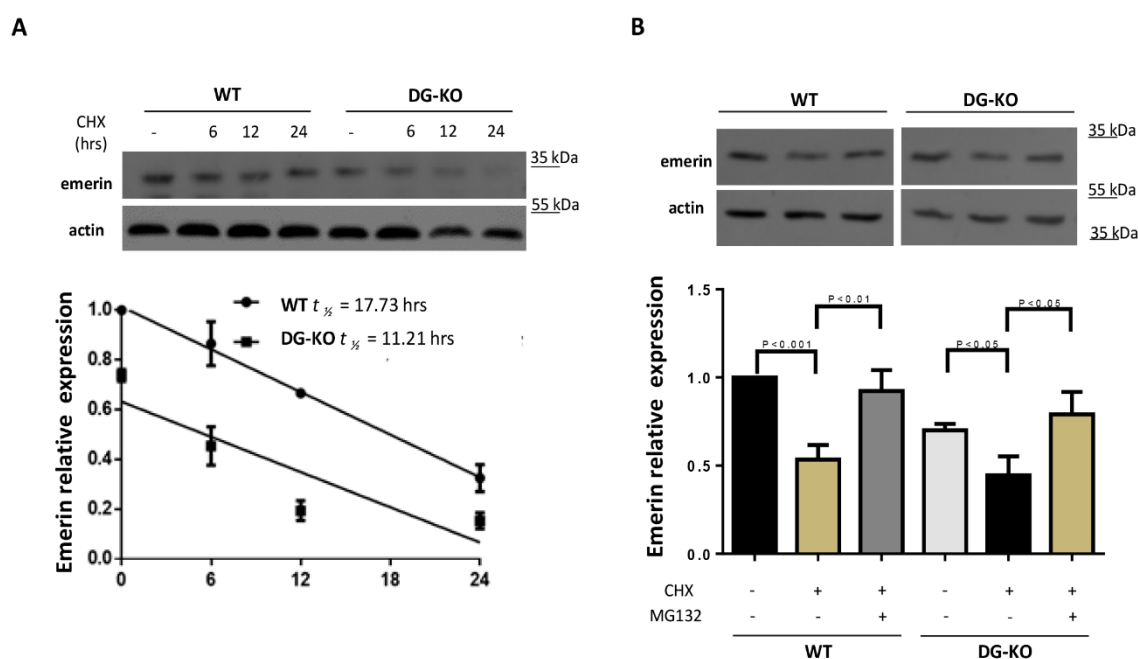 A
WT DG-KO
CHX
(hrs)
- 6 12 24 - 6 12 24
35 kDa
emerin
55 kDa
actin
Emerin relative expression
1.0
0.8
0.6
0.4
0.2
0.0
0 6 12 18 24
WT t ½ = 17.73 hrs
DG-KO t ½ = 11.21 hrs
B
WT DG-KO
35 kDa
emerin
55 kDa
actin
35 kDa
Emerin relative expression
1.5
1.0
0.5
0.0
P<0.001
P<0.01
P<0.05
P<0.05
CHX - + + - + +
MG132 - - + - - +
WT DG-KO